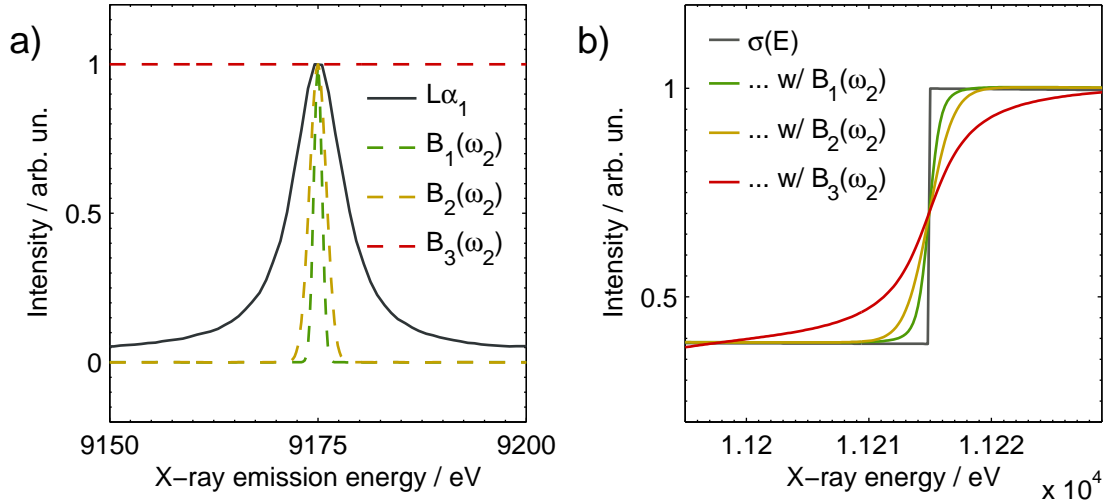 a)
Intensity / arb. un.
1
0.5
0
Lα₁
B₁(ω₂)
B₂(ω₂)
B₃(ω₂)
9150
9175
9200
X−ray emission energy / eV
b)
Intensity / arb. un.
1
0.5
σ(E)
... w/ B₁(ω₂)
... w/ B₂(ω₂)
... w/ B₃(ω₂)
1.12
1.121
1.122
X−ray energy / eV
x 10⁴